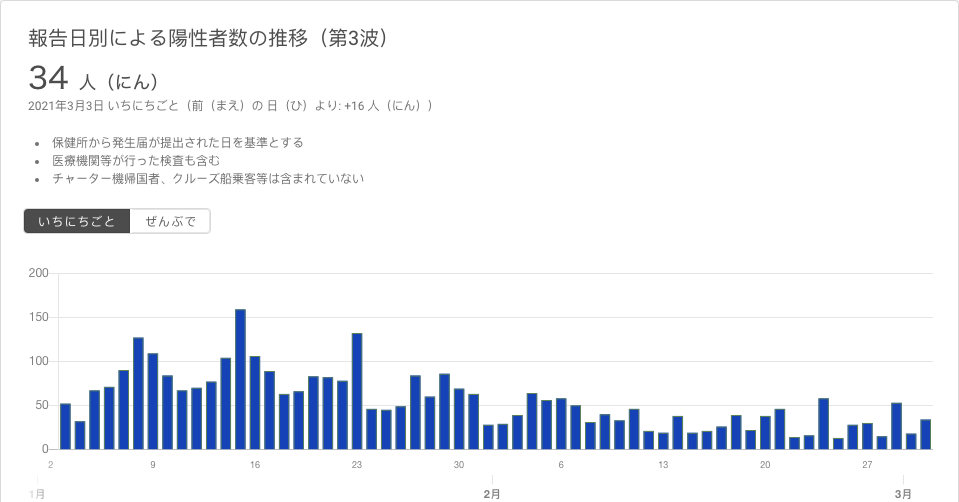 報告日別による陽性者数の推移（第3波）
34 人（にん）
2021年3月3日 いちにちごと（前（まえ）の 日（ひ）より: +16 人（にん））
保健所から発生届が提出された日を基準とする
医療機関等が行った検査も含む
チャーター機帰国者、クルーズ船乗客等は含まれていない
いちにちごと ぜんぶで
200
150
100
50
0
2 9 16 23 30 6 13 20 27
1月 2月 3月